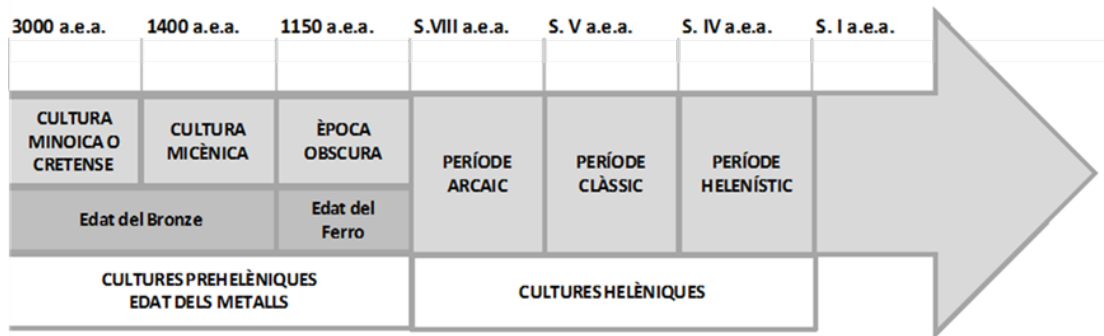 3000 a.e.a. 1400 a.e.a. 1150 a.e.a. S.VIII a.e.a. S. V a.e.a. S. IV a.e.a. S. I a.e.a.
CULTURA
MINOICA O
CRETENSE
CULTURA
MICÈNICA
ÈPOCA
OBSCURA
PERÍODE
ARCAIC
PERÍODE
CLÀSSIC
PERÍODE
HELENÍSTIC
Edat del Bronze
Edat del
Ferro
CULTURES PREHELÈNIQUES
EDAT DELS METALLS
CULTURES HELÈNIQUES